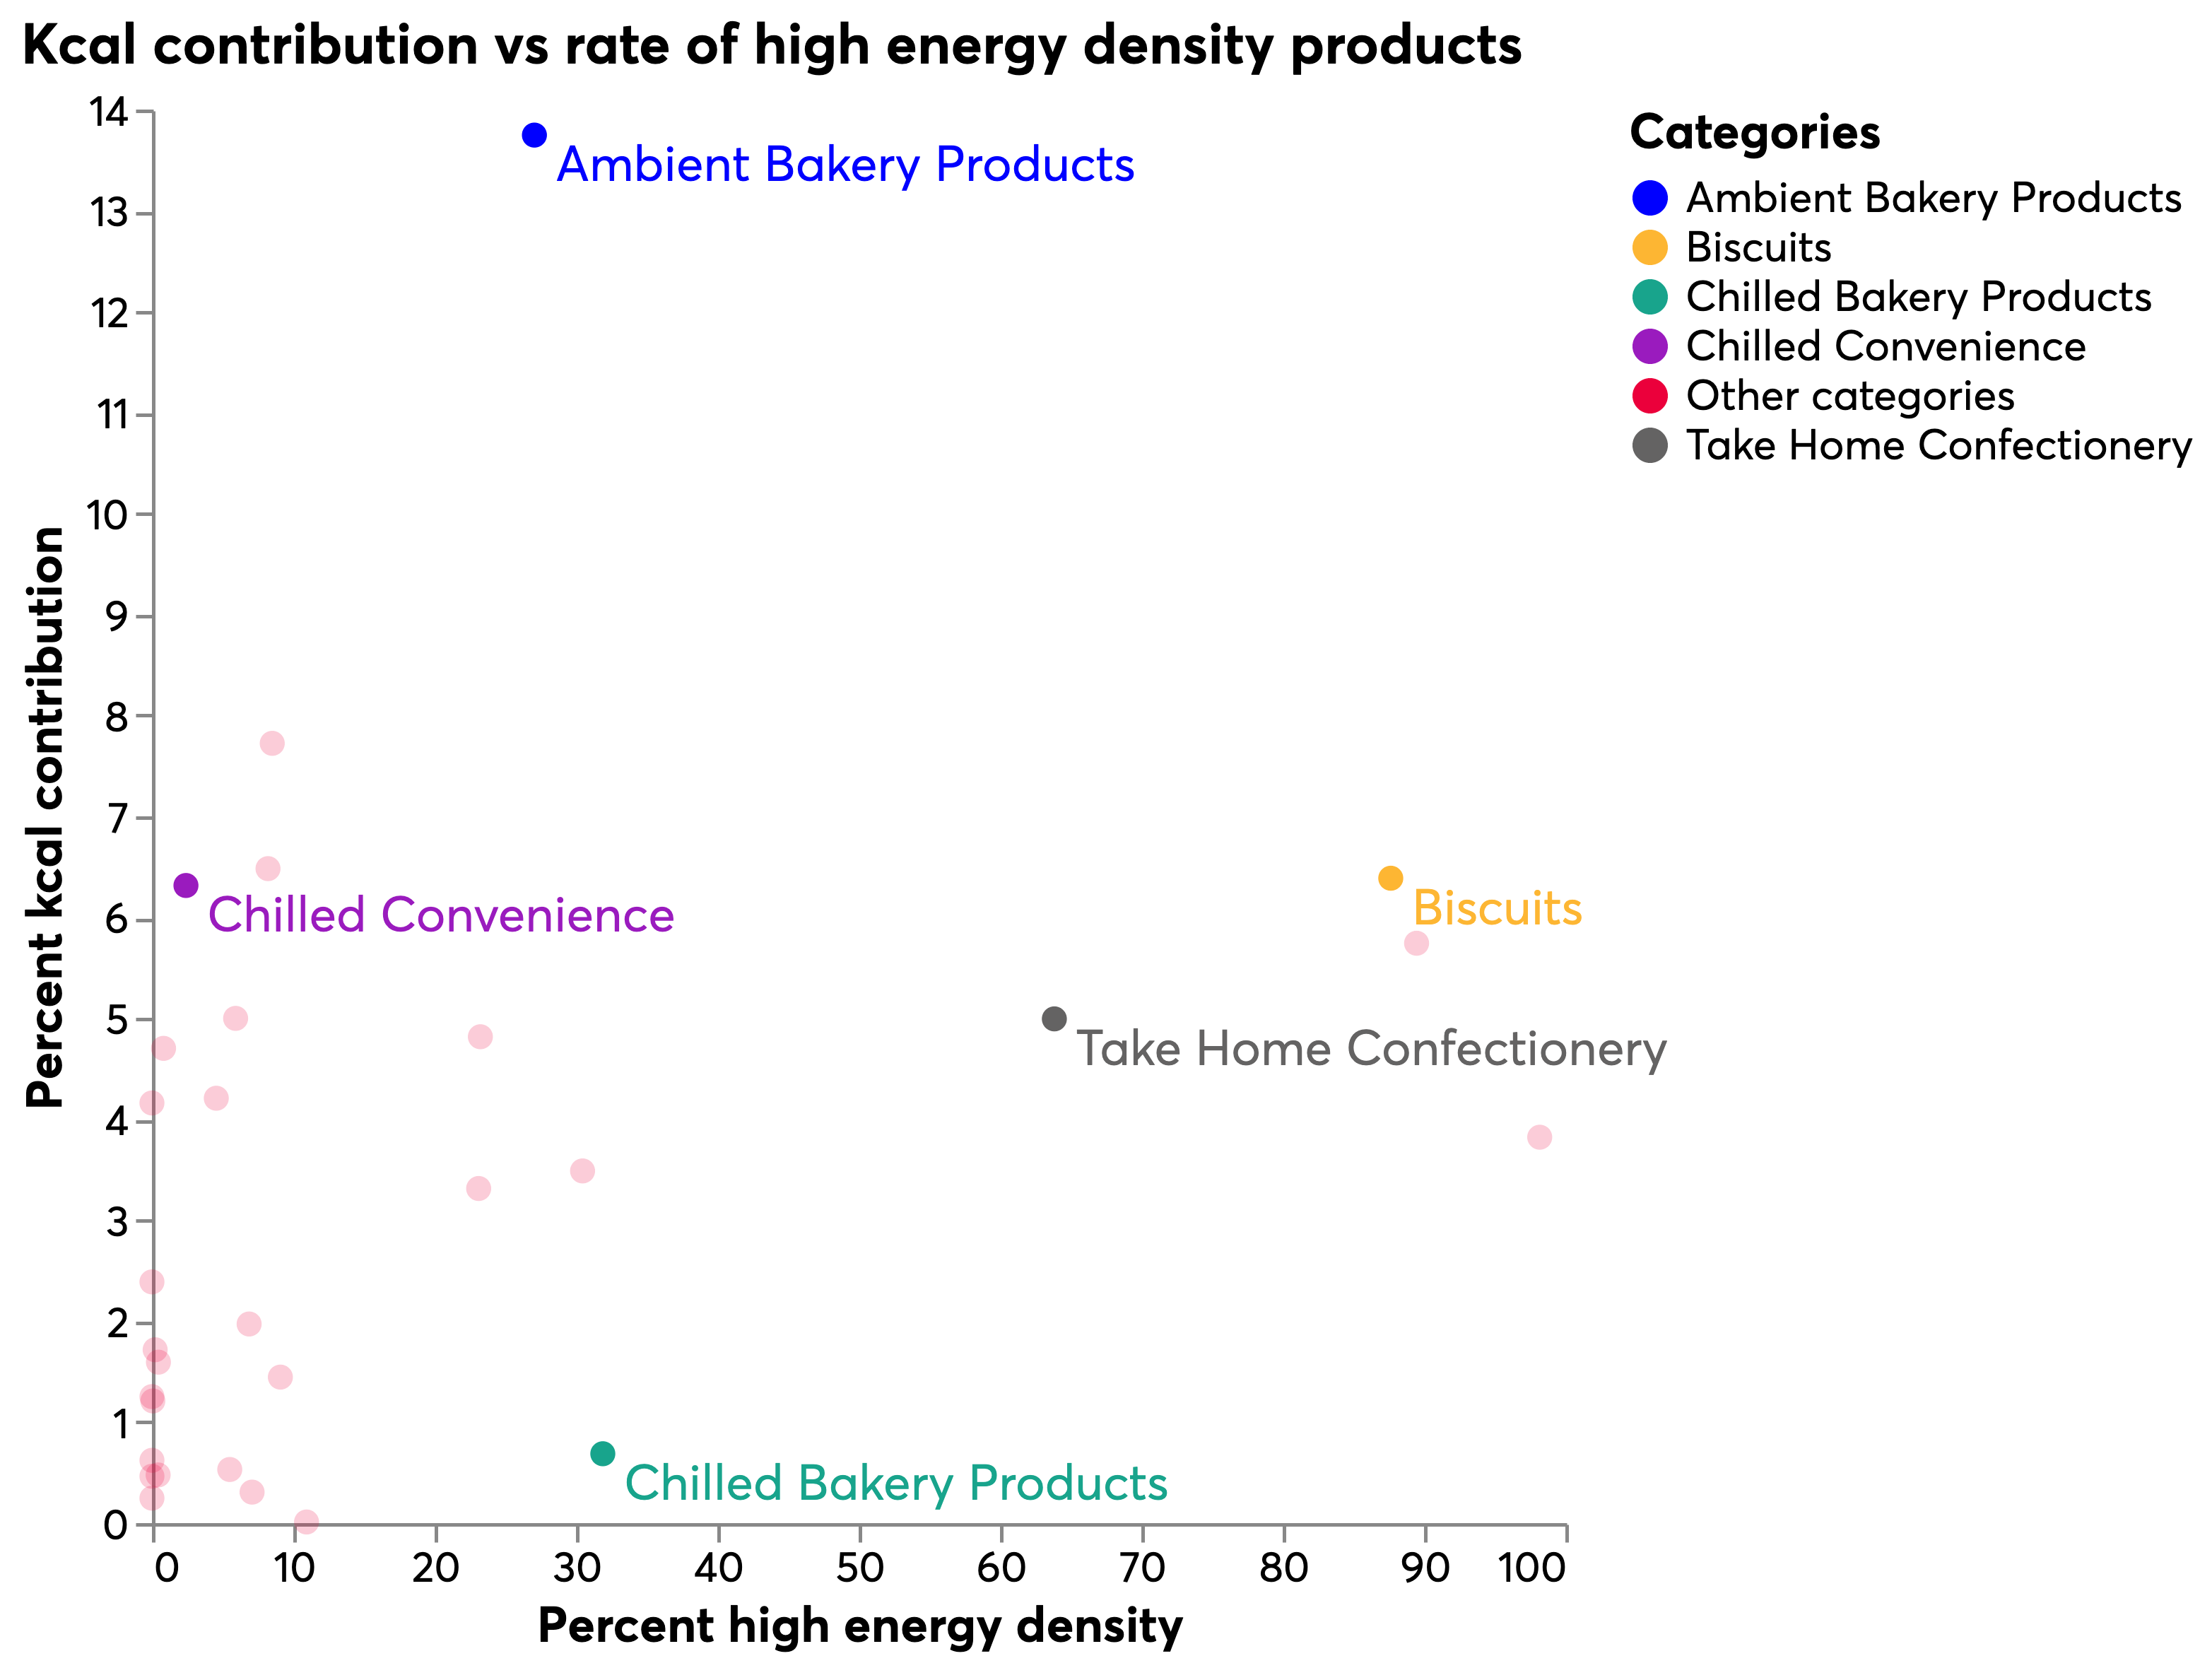 Kcal contribution vs rate of high energy density products
Percent kcal contribution
14
13
12
11
10
9
8
7
6
5
4
3
2
1
0
Ambient Bakery Products
Chilled Convenience
Biscuits
Take Home Confectionery
Chilled Bakery Products
0 10 20 30 40 50 60 70 80 90 100
Percent high energy density
Categories
Ambient Bakery Products
Biscuits
Chilled Bakery Products
Chilled Convenience
Other categories
Take Home Confectionery